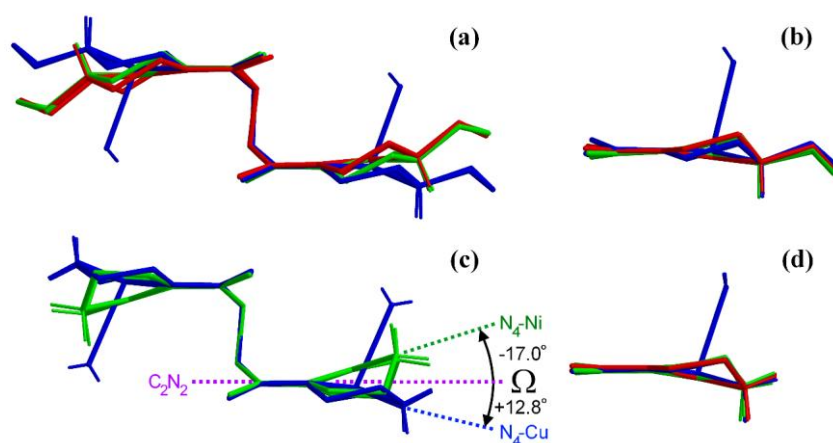 (a)
(b)
(c)
(d)
N₄-Ni
-17.0°
C₂N₂
Ω
+12.8°
N₄-Cu